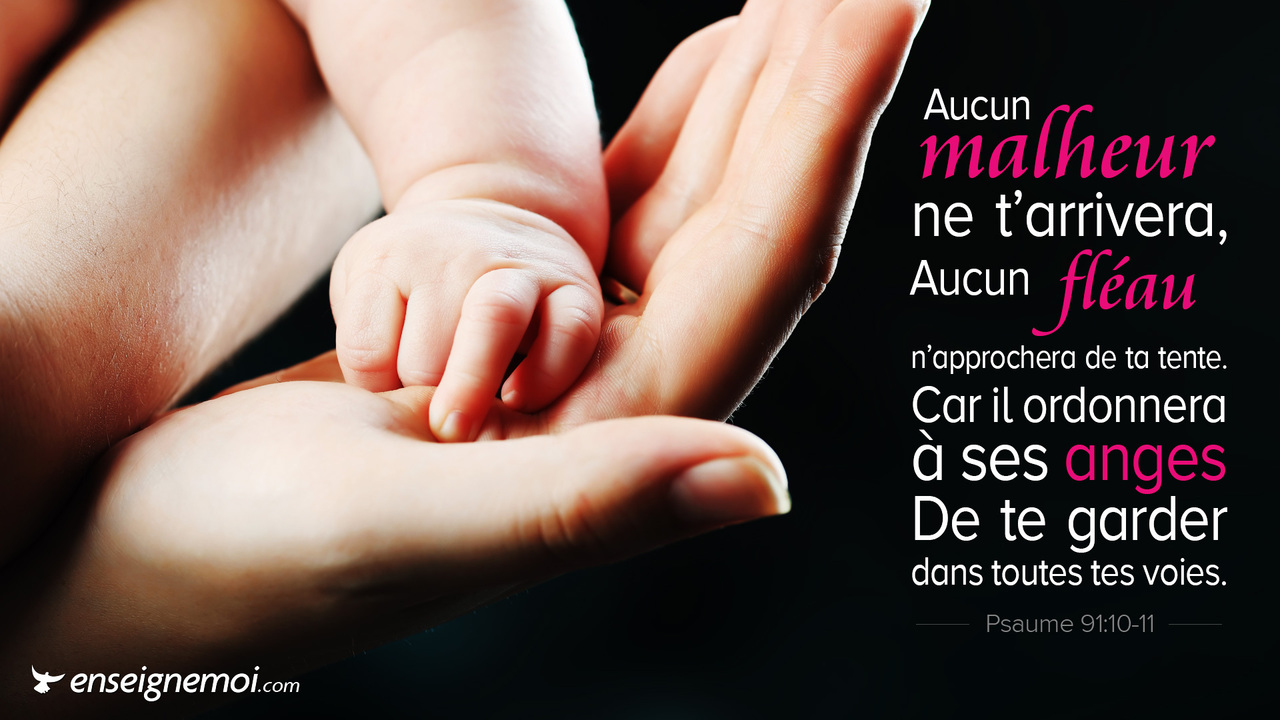 Aucun
malheur
ne t’arrivera,
Aucun fléau
n’approchera de ta tente.
Car il ordonnera
à ses anges
De te garder
dans toutes tes voies.
Psaume 91:10-11
enseignemoi.com